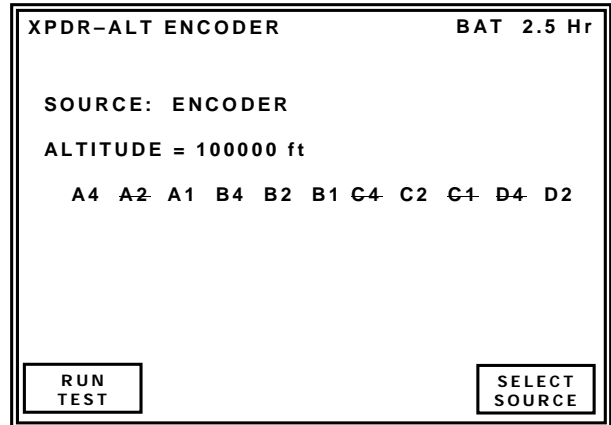 XPDR–ALT ENCODER BAT 2.5 Hr
SOURCE: ENCODER
ALTITUDE = 100000 ft
A4 A2 A1 B4 B2 B1 C4 C2 C1 D4 D2
RUN
TEST
SELECT
SOURCE